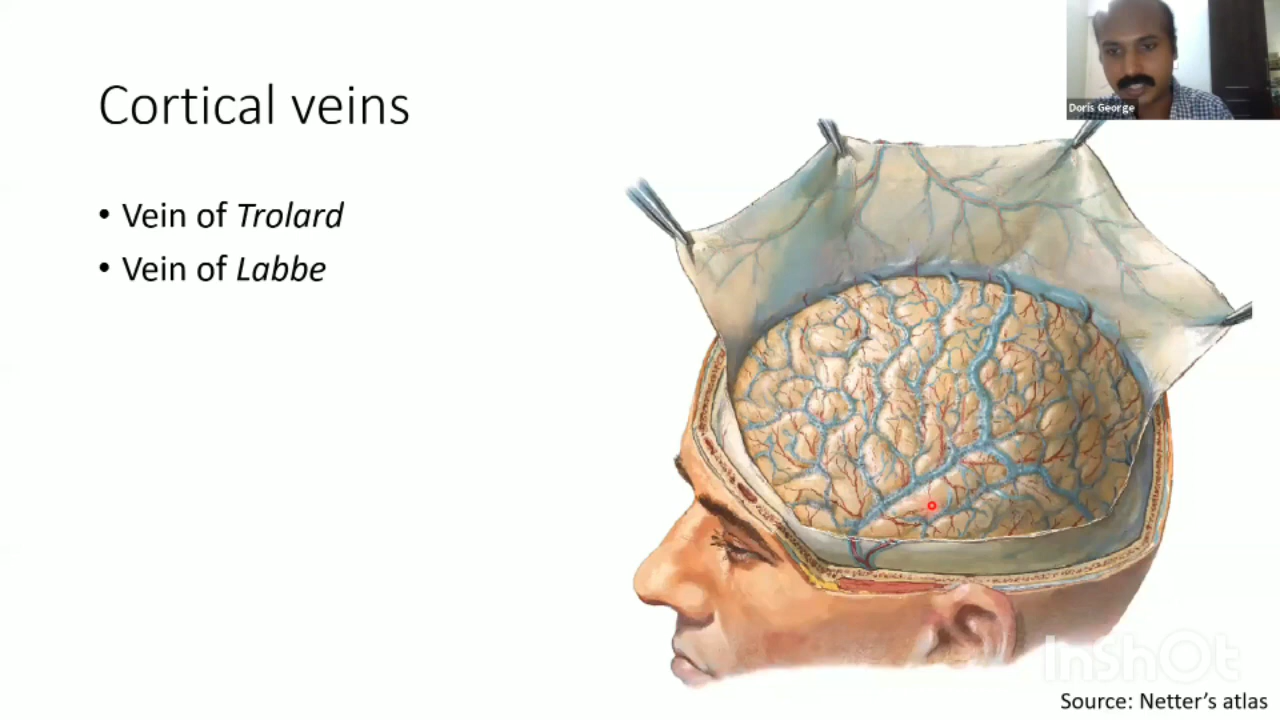 Doris George
Cortical veins
• Vein of Trolard
• Vein of Labbe
InShOt
Source: Netter's atlas